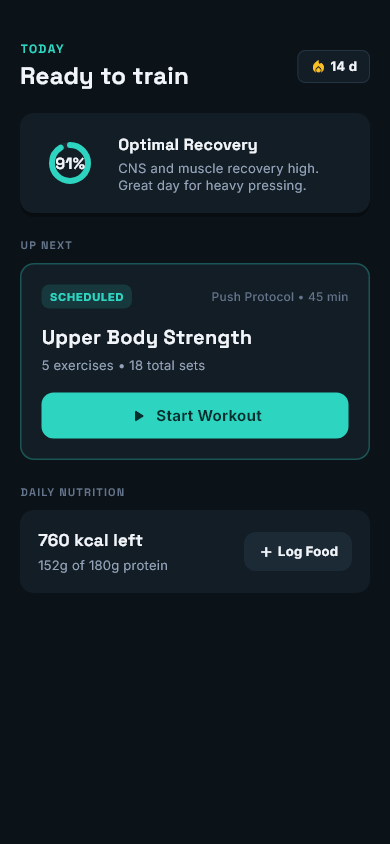 TODAY
Ready to train
14 d
91%
Optimal Recovery
CNS and muscle recovery high.
Great day for heavy pressing.
UP NEXT
SCHEDULED
Push Protocol • 45 min
Upper Body Strength
5 exercises • 18 total sets
Start Workout
DAILY NUTRITION
760 kcal left
152g of 180g protein
+ Log Food